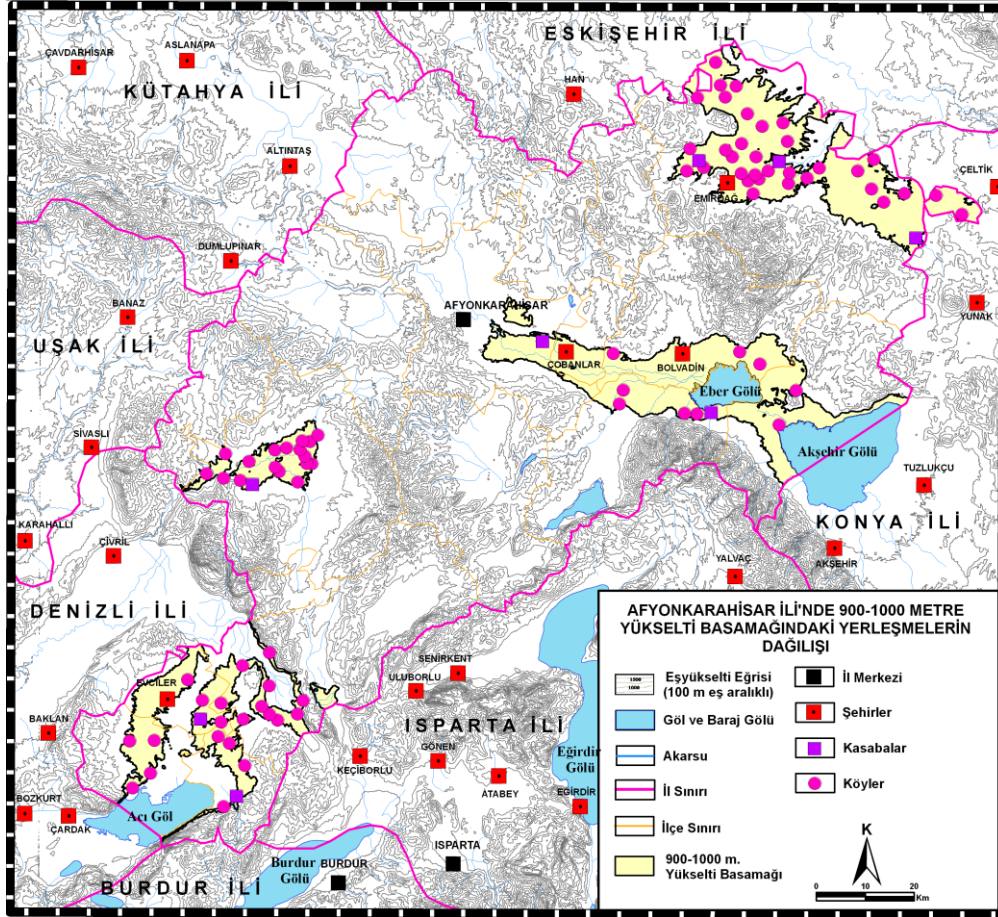 ESKİŞEHİR İLİ
ÇAVDARHİSAR
ASLANAPA
KÜTAHYA İLİ
HAN
ALTINTAŞ
ÇELTİK
EMİRDAĞ
DUMLUPINAR
BANAZ
AFYONKARAHİSAR
YUNAK
UŞAK İLİ
ÇOBANLAR
BOLVADİN
Eber Gölü
SİVASLI
Akşehir Gölü
TUZLUKÇU
KARAHALLI
ÇİVRİL
KONYA İLİ
AKŞEHİR
YALVAÇ
DENİZLİ İLİ
SENİRKENT
ULUBORLU
EVCİLER
BAKLAN
ISPARTA İLİ
GÖNEN
KEÇİBORLU
ATABEY
Eğirdir
Gölü
EĞİRDİR
BOZKURT
ÇARDAK
Acı Göl
ISPARTA
Burdur
Gölü
BURDUR
BURDUR İLİ
AFYONKARAHİSAR İLİ'NDE 900-1000 METRE
YÜKSELTİ BASAMAĞINDAKİ YERLEŞMELERİN
DAĞILIŞI
1500
1000
Eşyükselti Eğrisi
(100 m eş aralıklı)
Göl ve Baraj Gölü
Akarsu
İl Sınırı
İlçe Sınırı
900-1000 m.
Yükselti Basamağı
İl Merkezi
Şehirler
Kasabalar
Köyler
K
0 10 20
Km